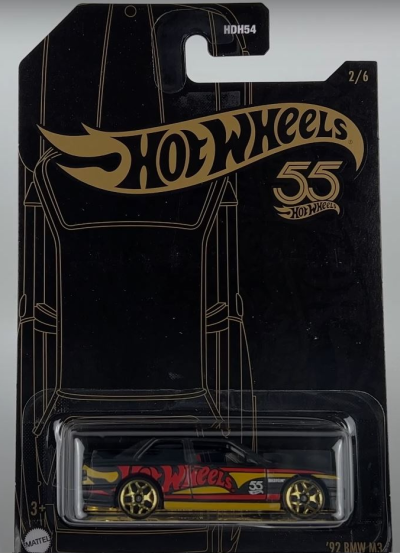 HDH54
2/6
HOT WHEELS
55
HOT WHEELS
HOT WHEELS
55
3+
MATTEL
'92 BMW M3